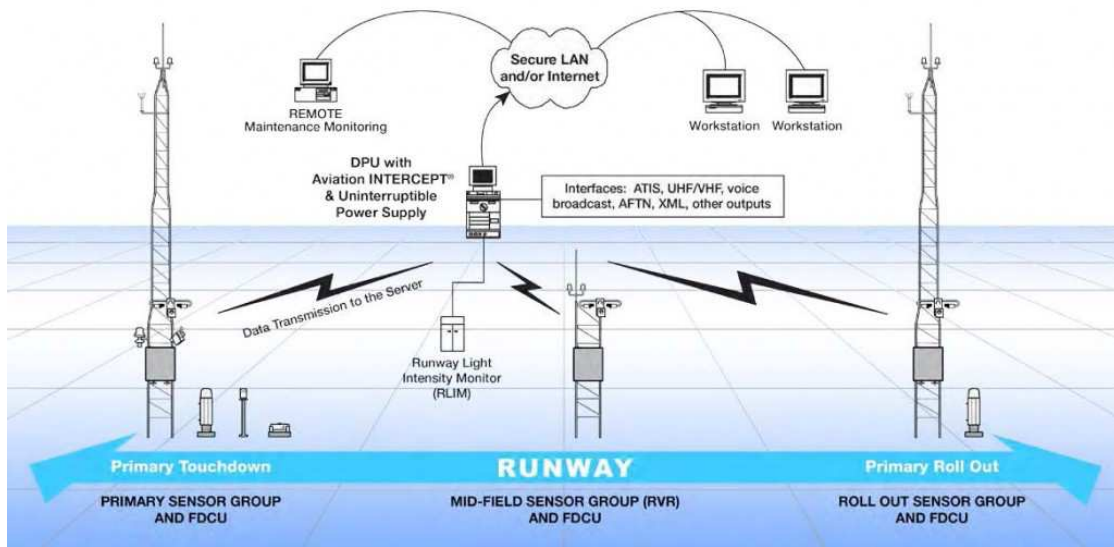 Secure LAN
and/or Internet
REMOTE
Maintenance Monitoring
Workstation
Workstation
DPU with
Aviation INTERCEPT®
& Uninterruptible
Power Supply
Interfaces: ATIS, UHF/VHF, voice
broadcast, AFTN, XML, other outputs
Data Transmission to the Server
Runway Light
Intensity Monitor
(RLIM)
Primary Touchdown
RUNWAY
Primary Roll Out
PRIMARY SENSOR GROUP
AND FDCU
MID-FIELD SENSOR GROUP (RVR)
AND FDCU
ROLL OUT SENSOR GROUP
AND FDCU